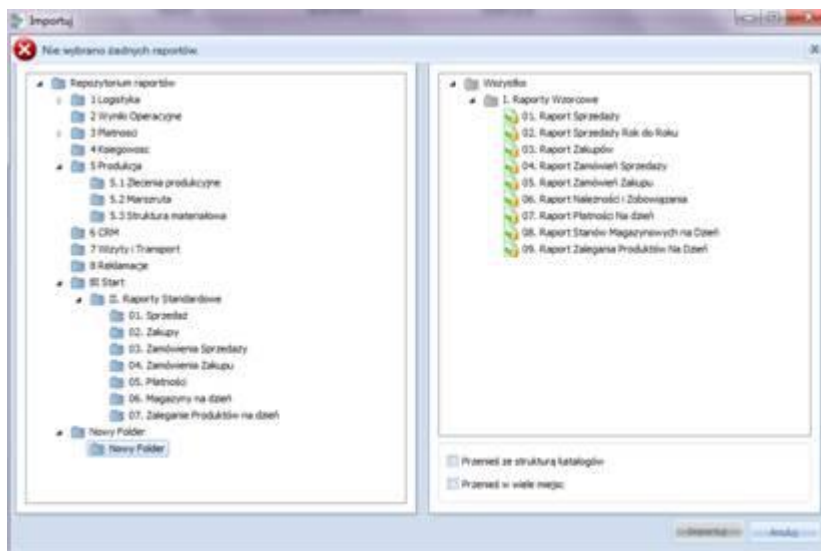 Importuj
Nie wybrano żadnych raportów.
Repozytorium raportów
1 Logistyka
2 Wyniki Operacyjne
3 Płatności
4 Księgowość
5 Produkcja
5.1 Zlecenia produkcyjne
5.2 Marszruta
5.3 Struktura materiałowa
6 CRM
7 Wizyty i Transport
8 Reklamacje
BI Start
II. Raporty Standardowe
01. Sprzedaż
02. Zakupy
03. Zamówienia Sprzedaży
04. Zamówienia Zakupu
05. Płatności
06. Magazyny na dzień
07. Zaleganie Produktów na dzień
Nowy Folder
Nowy Folder
Wszystko
I. Raporty Wzorcowe
01. Raport Sprzedaży
02. Raport Sprzedaży Rok do Roku
03. Raport Zakupów
04. Raport Zamówień Sprzedaży
05. Raport Zamówień Zakupu
06. Raport Należności i Zobowiązania
07. Raport Płatności Na dzień
08. Raport Stanów Magazynowych na Dzień
09. Raport Zalegania Produktów Na Dzień
Przenieś ze strukturą katalogów
Przenieś w wiele miejsc
Importuj
Anuluj